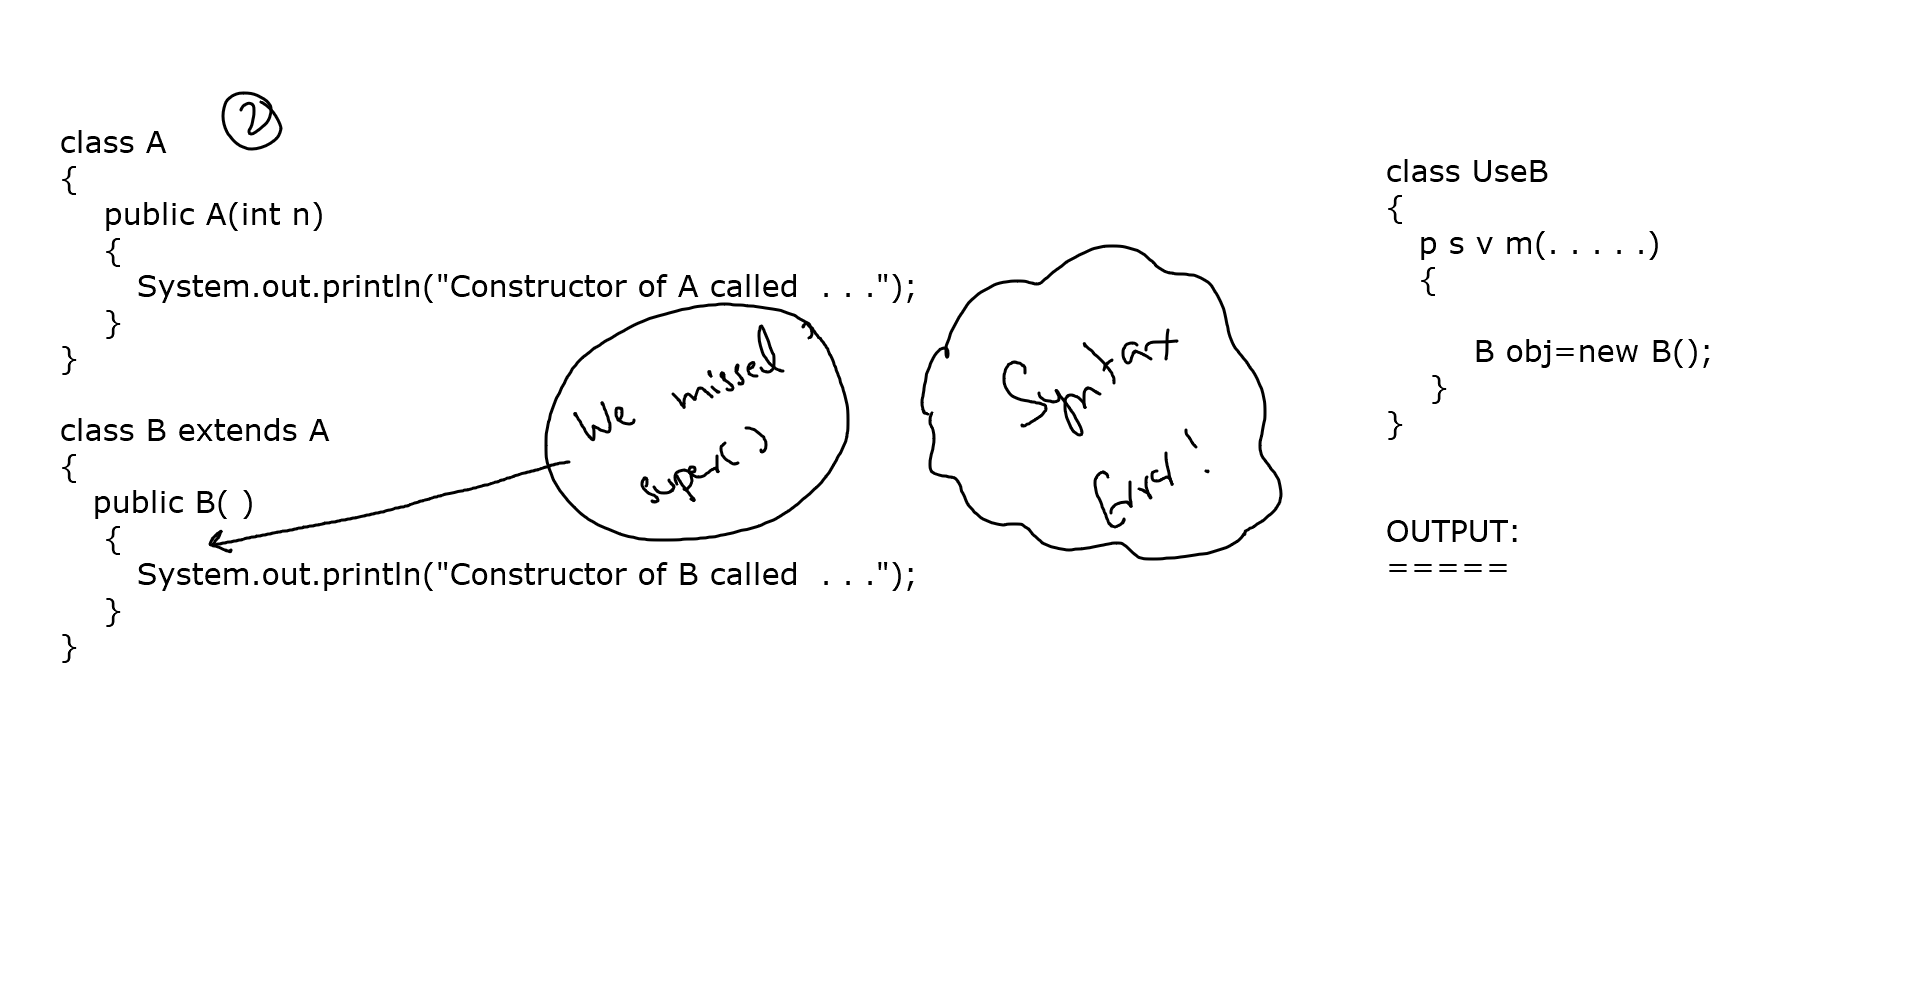 2
class A
{
public A(int n)
{
System.out.println("Constructor of A called  . . .");
}
}
class B extends A
{
public B( )
{
System.out.println("Constructor of B called  . . .");
}
}
We missed
super( )
Syntax
Error!
class UseB
{
p s v m(. . . . .)
{
B obj=new B();
}
}
OUTPUT:
=====